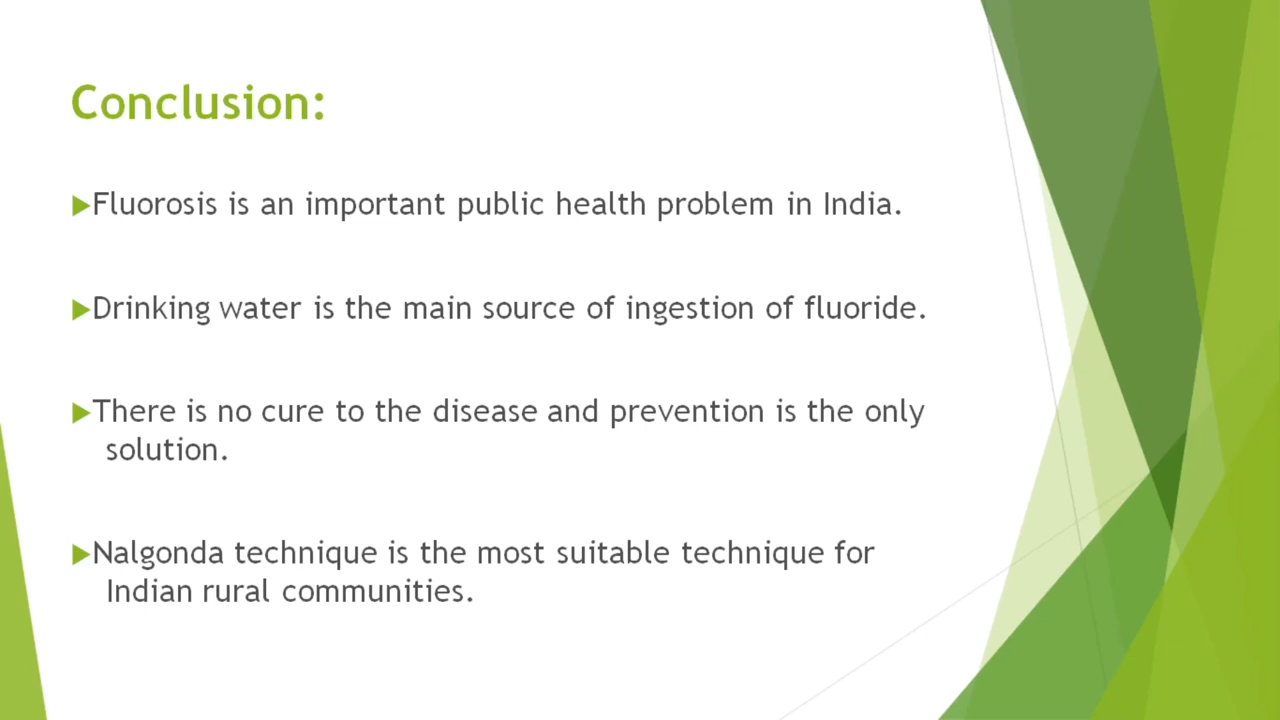 Conclusion:
▶Fluorosis is an important public health problem in India.
▶Drinking water is the main source of ingestion of fluoride.
▶There is no cure to the disease and prevention is the only
solution.
▶Nalgonda technique is the most suitable technique for
Indian rural communities.